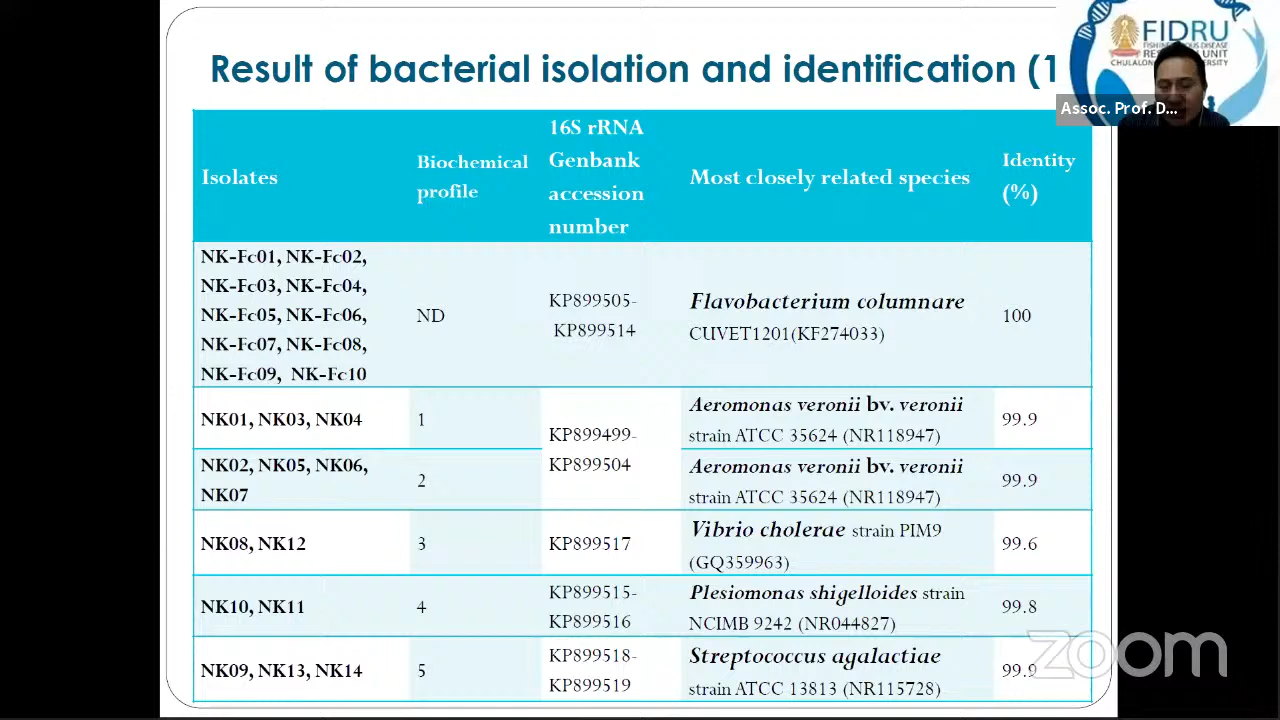 Result of bacterial isolation and identification (1
FIDRU
CHULALON
Assoc. Prof. D...
Isolates
Biochemical
profile
16S rRNA
Genbank
accession
number
Most closely related species
Identity
(%)
NK-Fc01, NK-Fc02,
NK-Fc03, NK-Fc04,
NK-Fc05, NK-Fc06,
NK-Fc07, NK-Fc08,
NK-Fc09, NK-Fc10
ND
KP899505-
KP899514
Flavobacterium columnare
CUVET1201(KF274033)
100
NK01, NK03, NK04
1
KP899499-
KP899504
Aeromonas veronii bv. veronii
strain ATCC 35624 (NR118947)
99.9
NK02, NK05, NK06,
NK07
2
Aeromonas veronii bv. veronii
strain ATCC 35624 (NR118947)
99.9
NK08, NK12
3
KP899517
Vibrio cholerae strain PIM9
(GQ359963)
99.6
NK10, NK11
4
KP899515-
KP899516
Plesiomonas shigelloides strain
NCIMB 9242 (NR044827)
99.8
NK09, NK13, NK14
5
KP899518-
KP899519
Streptococcus agalactiae
strain ATCC 13813 (NR115728)
99.9
zoom